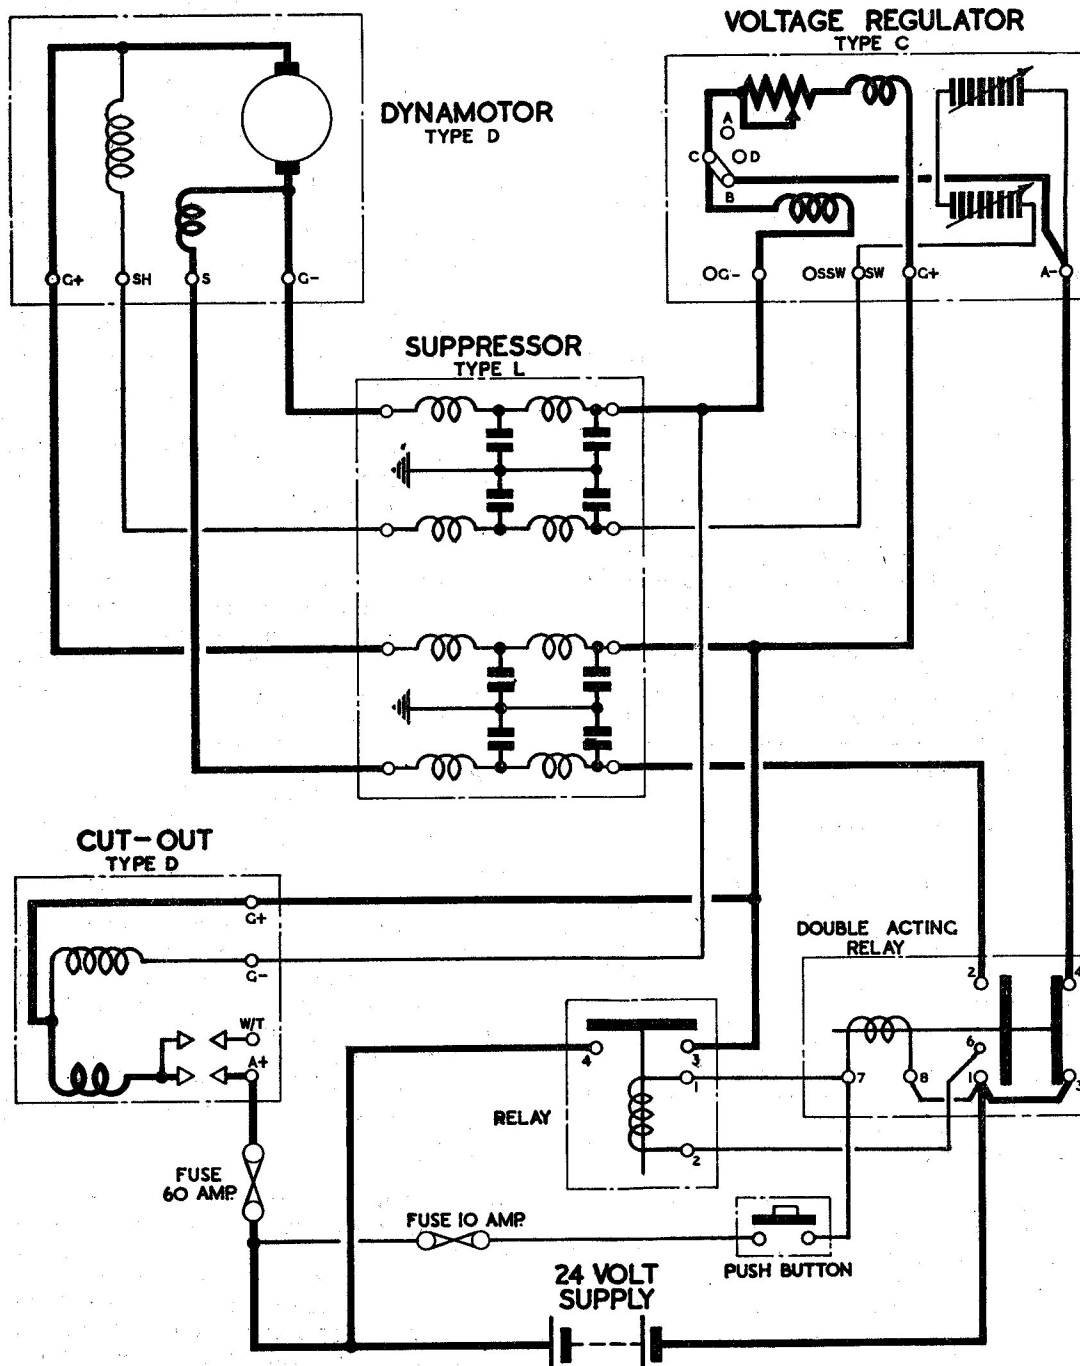 VOLTAGE REGULATOR
TYPE C
DYNAMOTOR
TYPE D
A
C
D
B
G+
SH
S
G-
G-
SSW
SW
G+
A-
SUPPRESSOR
TYPE L
CUT-OUT
TYPE D
G+
G-
W/T
A+
DOUBLE ACTING
RELAY
2
4
6
7
8
1
3
4
3
1
2
RELAY
FUSE
60 AMP.
FUSE 10 AMP.
PUSH BUTTON
24 VOLT
SUPPLY